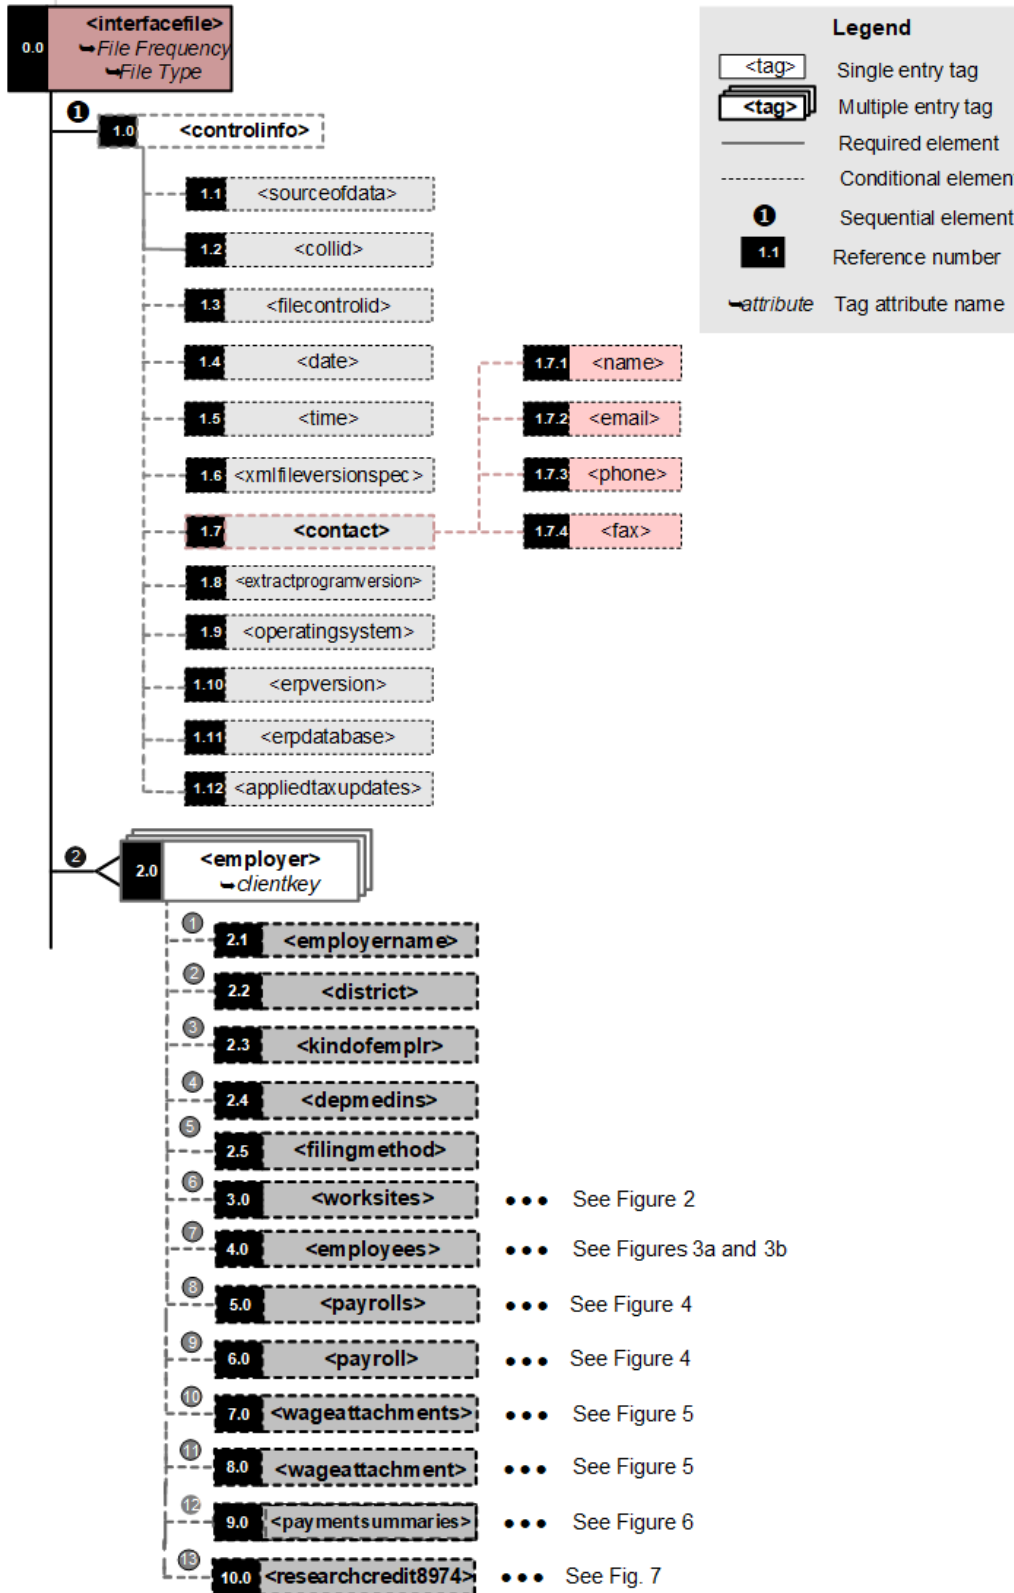 0.0
<interfacefile>
➥File Frequency
➥File Type
Legend
<tag> Single entry tag
<tag> Multiple entry tag
Required element
Conditional element
❶ Sequential element
1.1 Reference number
➥attribute Tag attribute name
❶ 1.0 <controlinfo>
1.1 <sourceofdata>
1.2 <collid>
1.3 <filecontrolid>
1.4 <date>
1.7.1 <name>
1.5 <time>
1.7.2 <email>
1.6 <xmlfileversionspec>
1.7.3 <phone>
1.7 <contact>
1.7.4 <fax>
1.8 <extractprogramversion>
1.9 <operatingsystem>
1.10 <erpversion>
1.11 <erpdatabase>
1.12 <appliedtaxupdates>
❷ 2.0 <employer>
➥clientkey
① 2.1 <employername>
② 2.2 <district>
③ 2.3 <kindofemplr>
④ 2.4 <depmedins>
⑤ 2.5 <filingmethod>
⑥ 3.0 <worksites> ••• See Figure 2
⑦ 4.0 <employees> ••• See Figures 3a and 3b
⑧ 5.0 <payrolls> ••• See Figure 4
⑨ 6.0 <payroll> ••• See Figure 4
⑩ 7.0 <wageattachments> ••• See Figure 5
⑪ 8.0 <wageattachment> ••• See Figure 5
⑫ 9.0 <paymentsummaries> ••• See Figure 6
⑬ 10.0 <researchcredit8974> ••• See Fig. 7